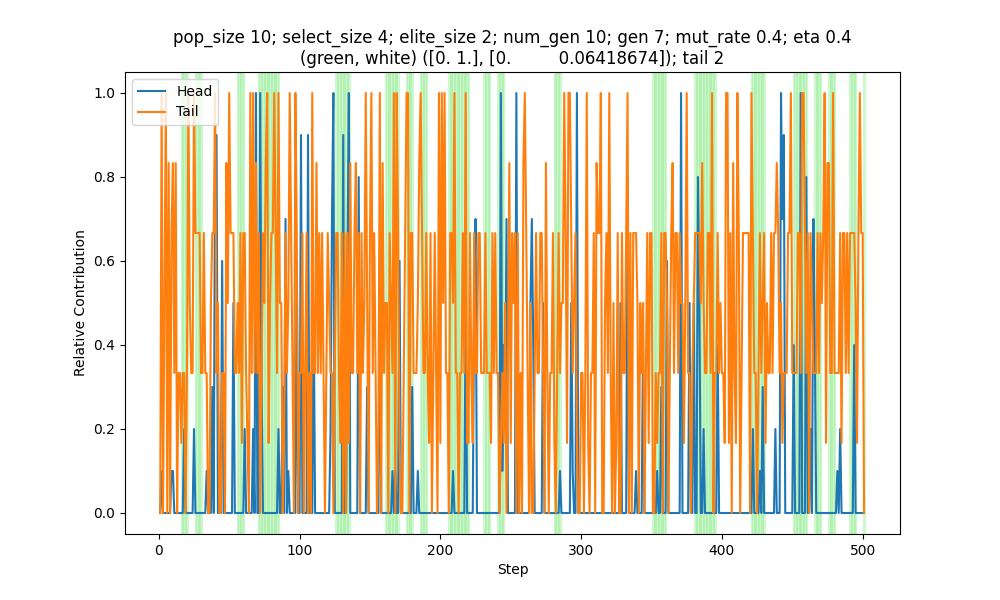 pop_size 10; select_size 4; elite_size 2; num_gen 10; gen 7; mut_rate 0.4; eta 0.4
(green, white) ([0. 1.], [0.         0.06418674]); tail 2
Head
Tail
1.0
0.8
0.6
0.4
0.2
0.0
Relative Contribution
0 100 200 300 400 500
Step